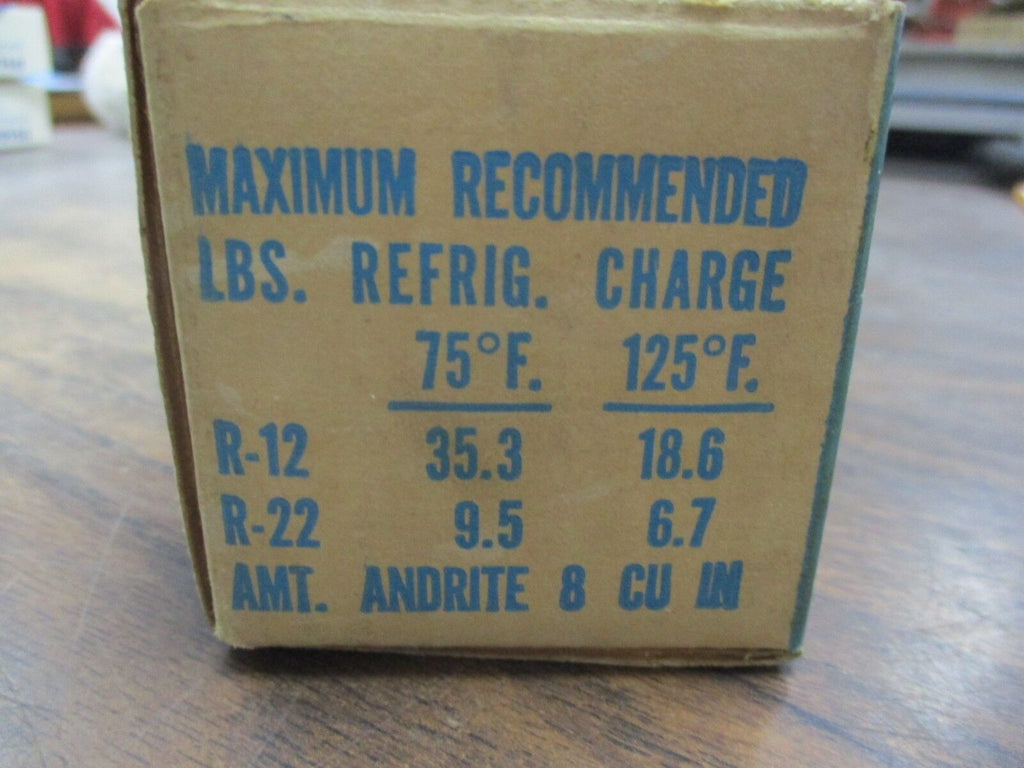 MAXIMUM RECOMMENDED
LBS. REFRIG. CHARGE
75°F. 125°F.
R-12 35.3 18.6
R-22 9.5 6.7
AMT. ANDRITE 8 CU IN